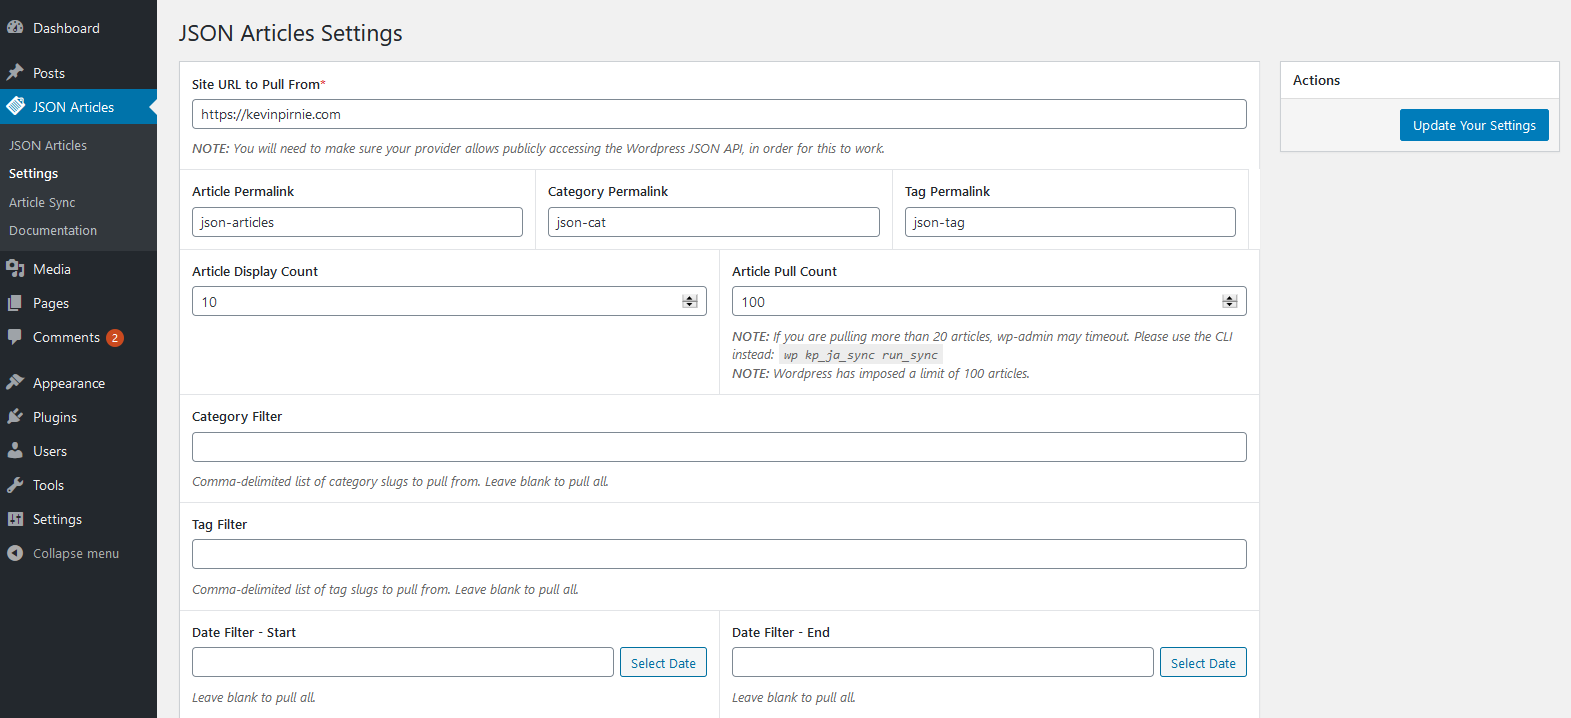 Dashboard
Posts
JSON Articles
JSON Articles
Settings
Article Sync
Documentation
Media
Pages
Comments 2
Appearance
Plugins
Users
Tools
Settings
Collapse menu
JSON Articles Settings
Site URL to Pull From*
https://kevinpirnie.com
NOTE: You will need to make sure your provider allows publicly accessing the Wordpress JSON API, in order for this to work.
Article Permalink
json-articles
Category Permalink
json-cat
Tag Permalink
json-tag
Article Display Count
10
Article Pull Count
100
NOTE: If you are pulling more than 20 articles, wp-admin may timeout. Please use the CLI
instead: wp kp_ja_sync run_sync
NOTE: Wordpress has imposed a limit of 100 articles.
Category Filter
Comma-delimited list of category slugs to pull from. Leave blank to pull all.
Tag Filter
Comma-delimited list of tag slugs to pull from. Leave blank to pull all.
Date Filter - Start
Select Date
Leave blank to pull all.
Date Filter - End
Select Date
Leave blank to pull all.
Actions
Update Your Settings